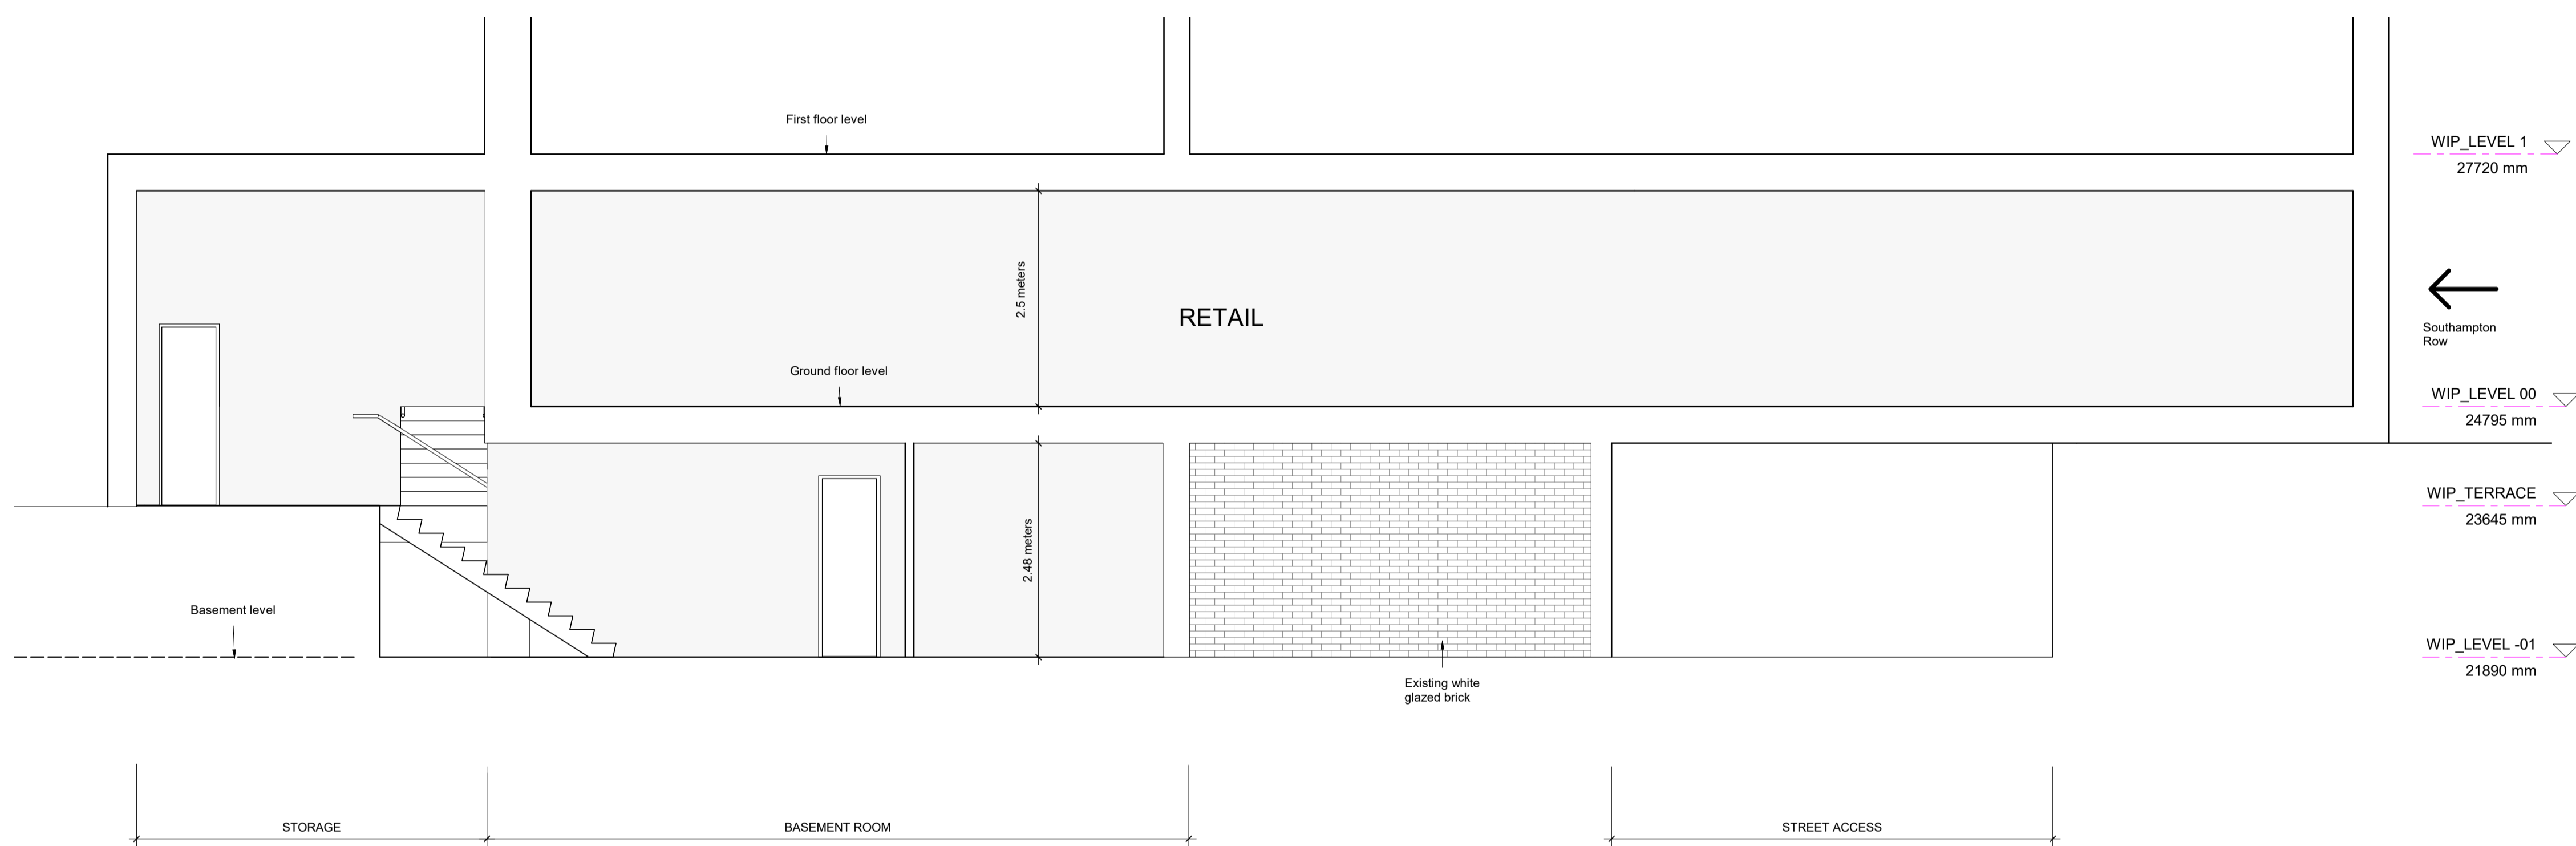 First floor level
WIP_LEVEL 1
27720 mm
2.5 meters
RETAIL
Southampton
Row
Ground floor level
WIP_LEVEL 00
24795 mm
WIP_TERRACE
23645 mm
2.48 meters
Basement level
WIP_LEVEL -01
21890 mm
Existing white
glazed brick
STORAGE
BASEMENT ROOM
STREET ACCESS